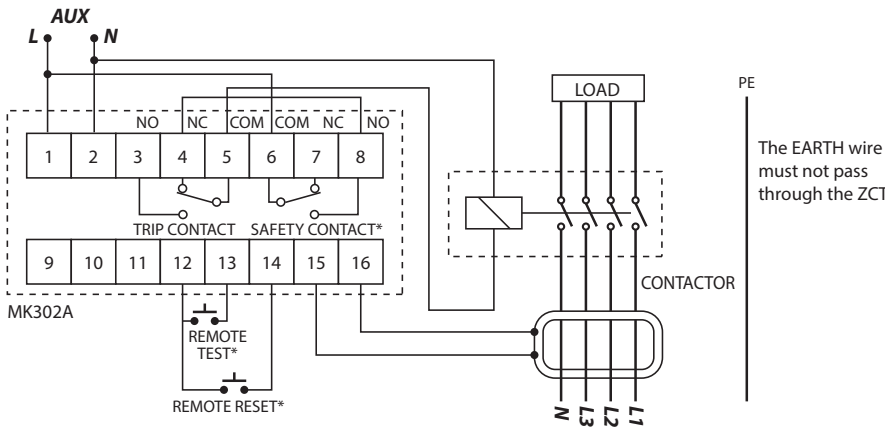 AUX
L N
LOAD
PE
NO NC COM COM NC NO
1 2 3 4 5 6 7 8
The EARTH wire
must not pass
through the ZCT
TRIP CONTACT SAFETY CONTACT*
9 10 11 12 13 14 15 16
CONTACTOR
MK302A
REMOTE
TEST*
REMOTE RESET*
N L3 L2 L1